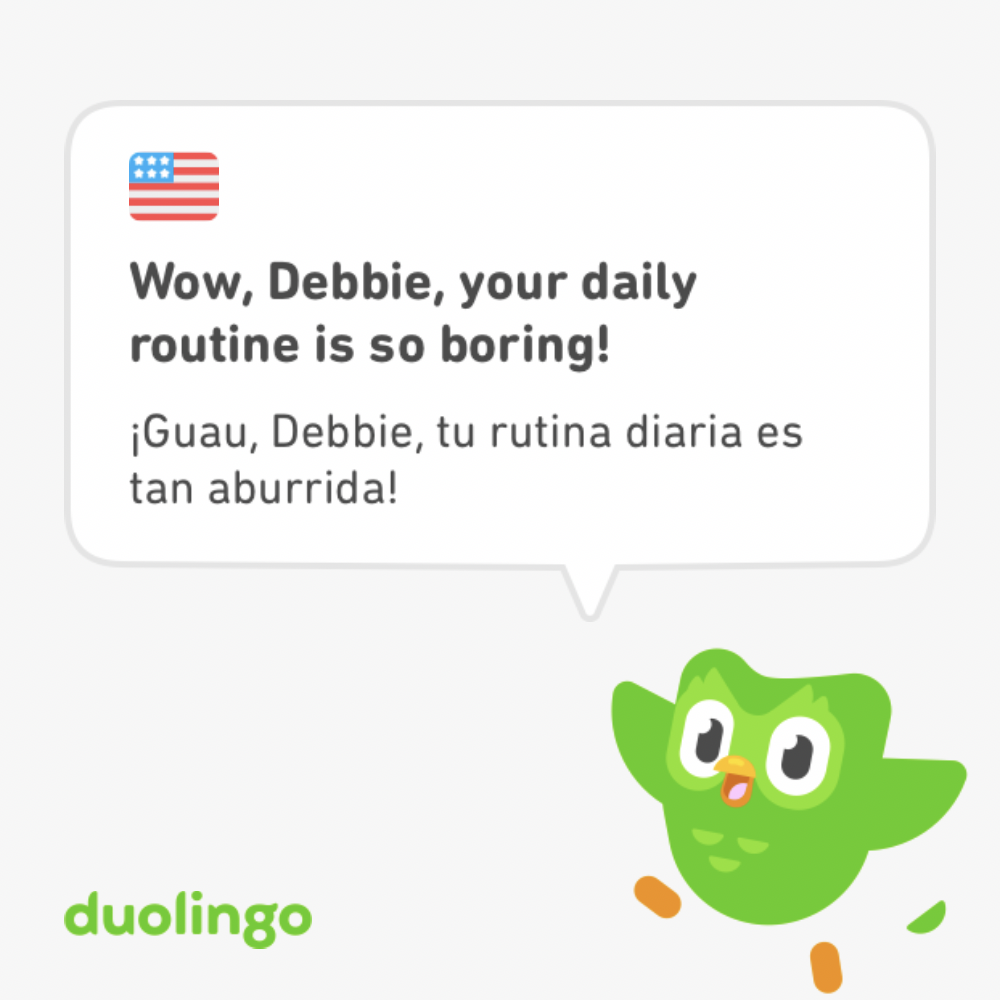 Wow, Debbie, your daily
routine is so boring!
¡Guau, Debbie, tu rutina diaria es
tan aburrida!
duolingo